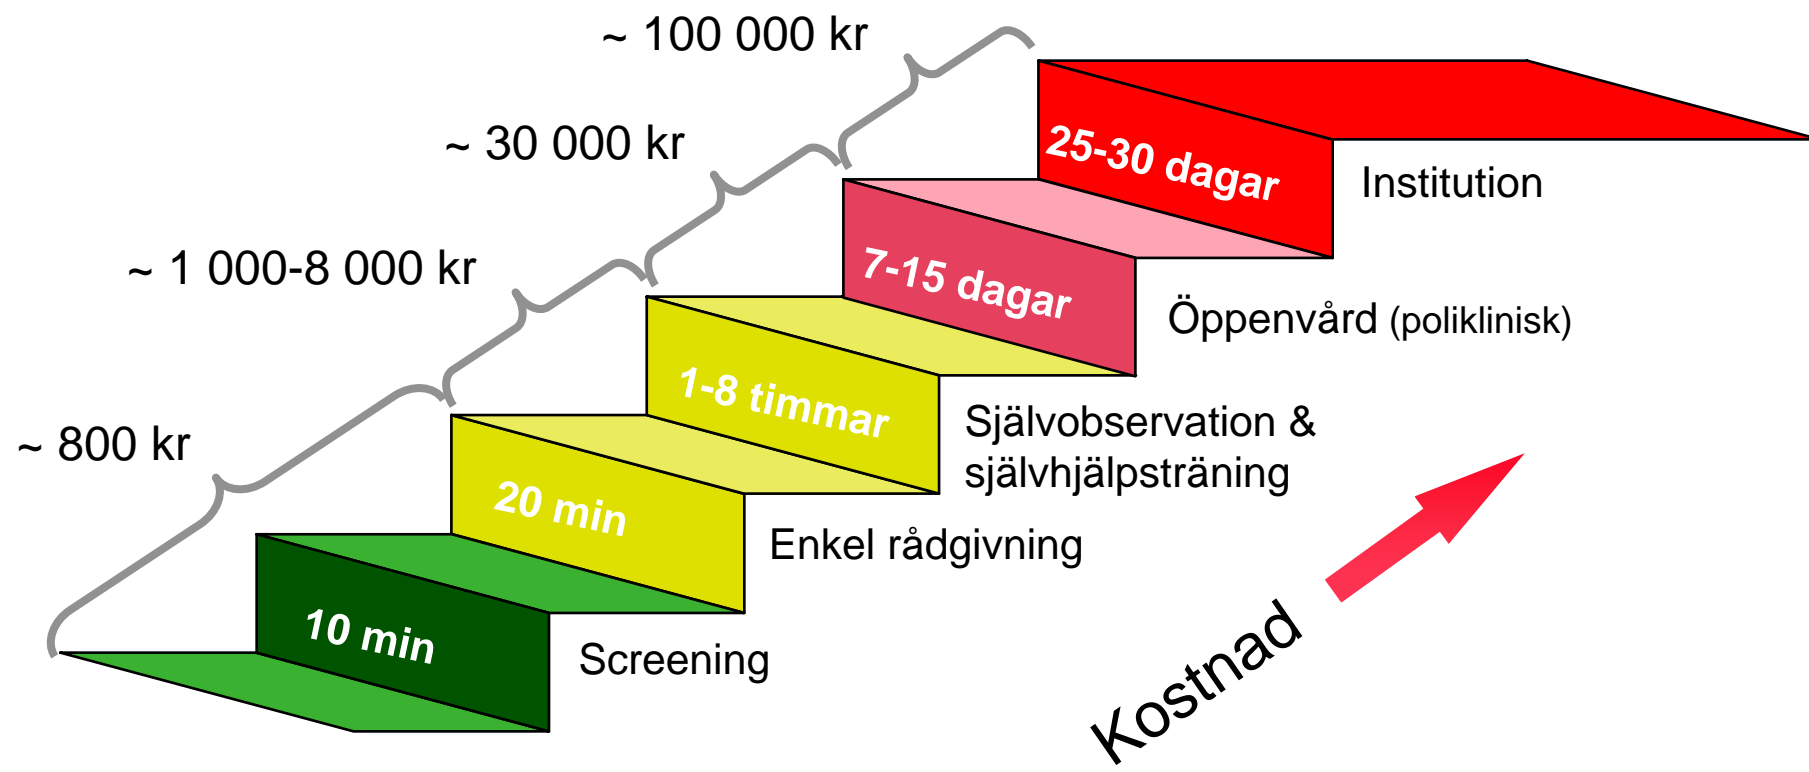 ~ 100 000 kr
~ 30 000 kr
~ 1 000-8 000 kr
~ 800 kr
25-30 dagar
Institution
7-15 dagar
Öppenvård (poliklinisk)
1-8 timmar
Självobservation &
självhjälpsträning
20 min
Enkel rådgivning
10 min
Screening
Kostnad